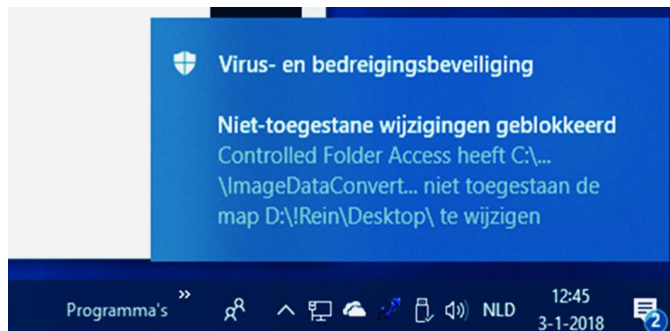 Virus- en bedreigingsbeveiliging
Niet-toegestane wijzigingen geblokkeerd
Controlled Folder Access heeft C:\...
\ImageDataConvert... niet toegestaan de
map D:\!Rein\Desktop\ te wijzigen
Programma's » NLD 12:45
3-1-2018 2